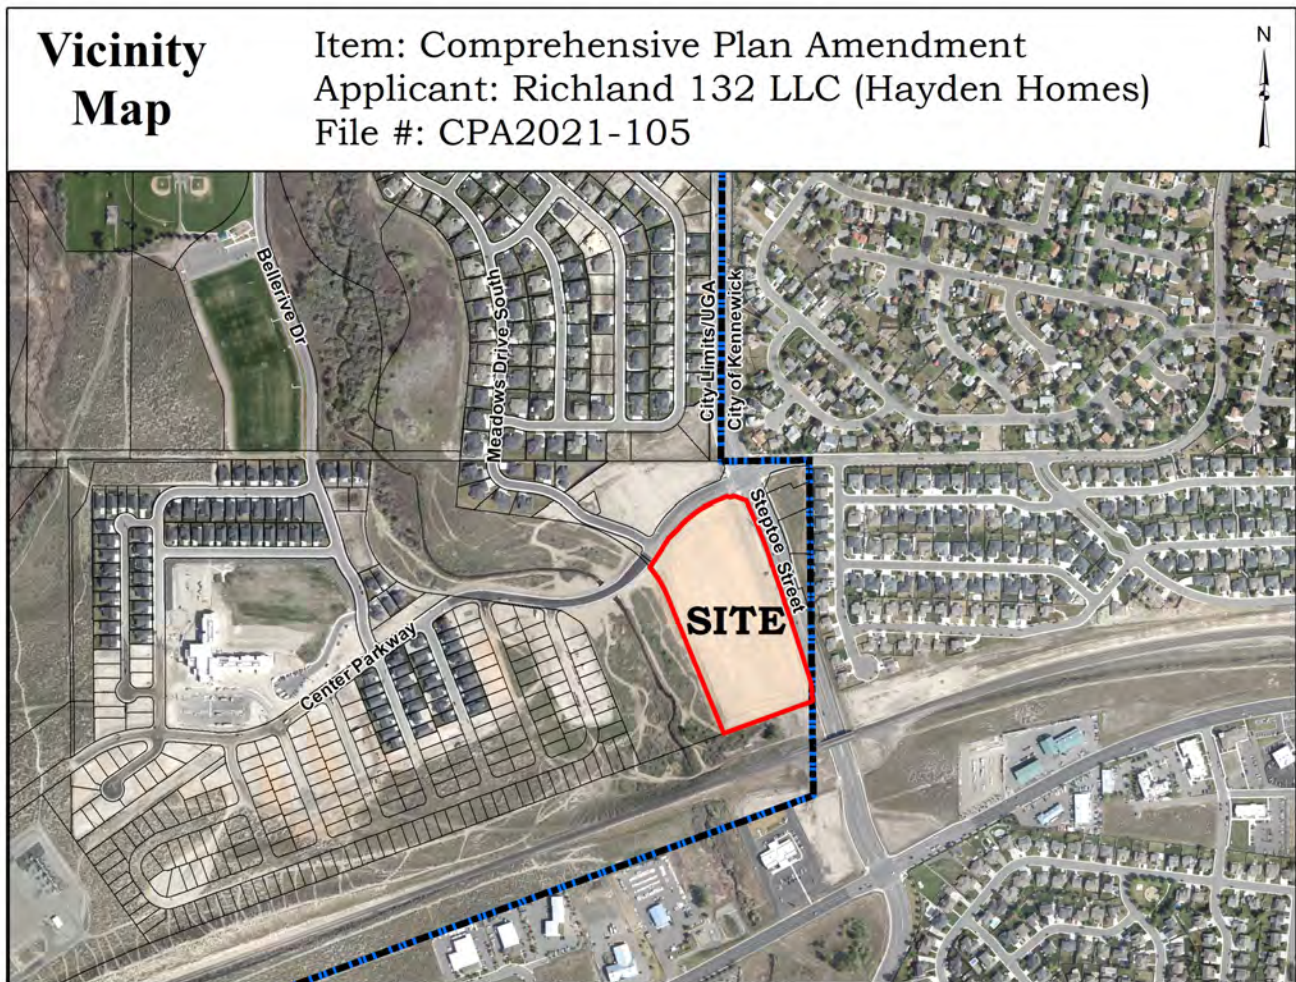 Vicinity
Map
Item: Comprehensive Plan Amendment
Applicant: Richland 132 LLC (Hayden Homes)
File #: CPA2021-105
N
Bellerive Dr
Meadows Drive South
City Limits/UGA
City of Kennewick
Steptoe Street
SITE
Center Parkway